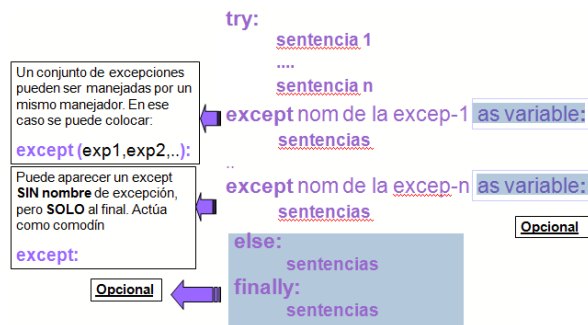 try:
sentencia 1
....
sentencia n
Un conjunto de excepciones
pueden ser manejadas por un
mismo manejador. En ese
caso se puede colocar:
except (exp1,exp2,..):
except nom de la excep-1 as variable:
sentencias
..
Puede aparecer un except
SIN nombre de excepción,
pero SOLO al final. Actúa
como comodín
except:
except nom de la excep-n as variable:
sentencias
Opcional
else:
sentencias
finally:
sentencias
Opcional